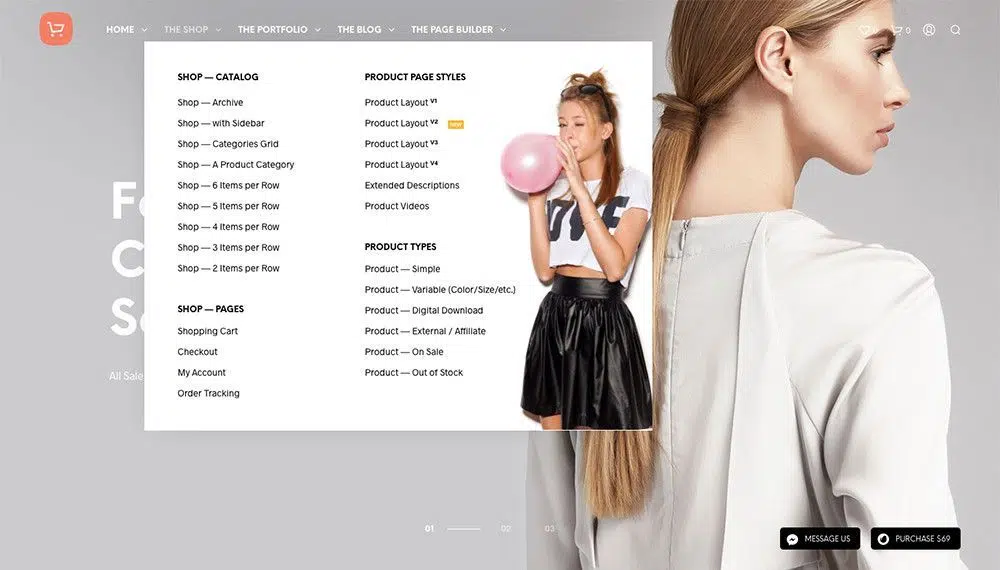 HOME
THE SHOP
THE PORTFOLIO
THE BLOG
THE PAGE BUILDER
0
SHOP — CATALOG
Shop — Archive
Shop — with Sidebar
Shop — Categories Grid
Shop — A Product Category
Shop — 6 Items per Row
Shop — 5 Items per Row
Shop — 4 Items per Row
Shop — 3 Items per Row
Shop — 2 Items per Row
SHOP — PAGES
Shopping Cart
Checkout
My Account
Order Tracking
PRODUCT PAGE STYLES
Product Layout V1
Product Layout V2 NEW
Product Layout V3
Product Layout V4
Extended Descriptions
Product Videos
PRODUCT TYPES
Product — Simple
Product — Variable (Color/Size/etc.)
Product — Digital Download
Product — External / Affiliate
Product — On Sale
Product — Out of Stock
All Sale
01
02
03
MESSAGE US
PURCHASE $69